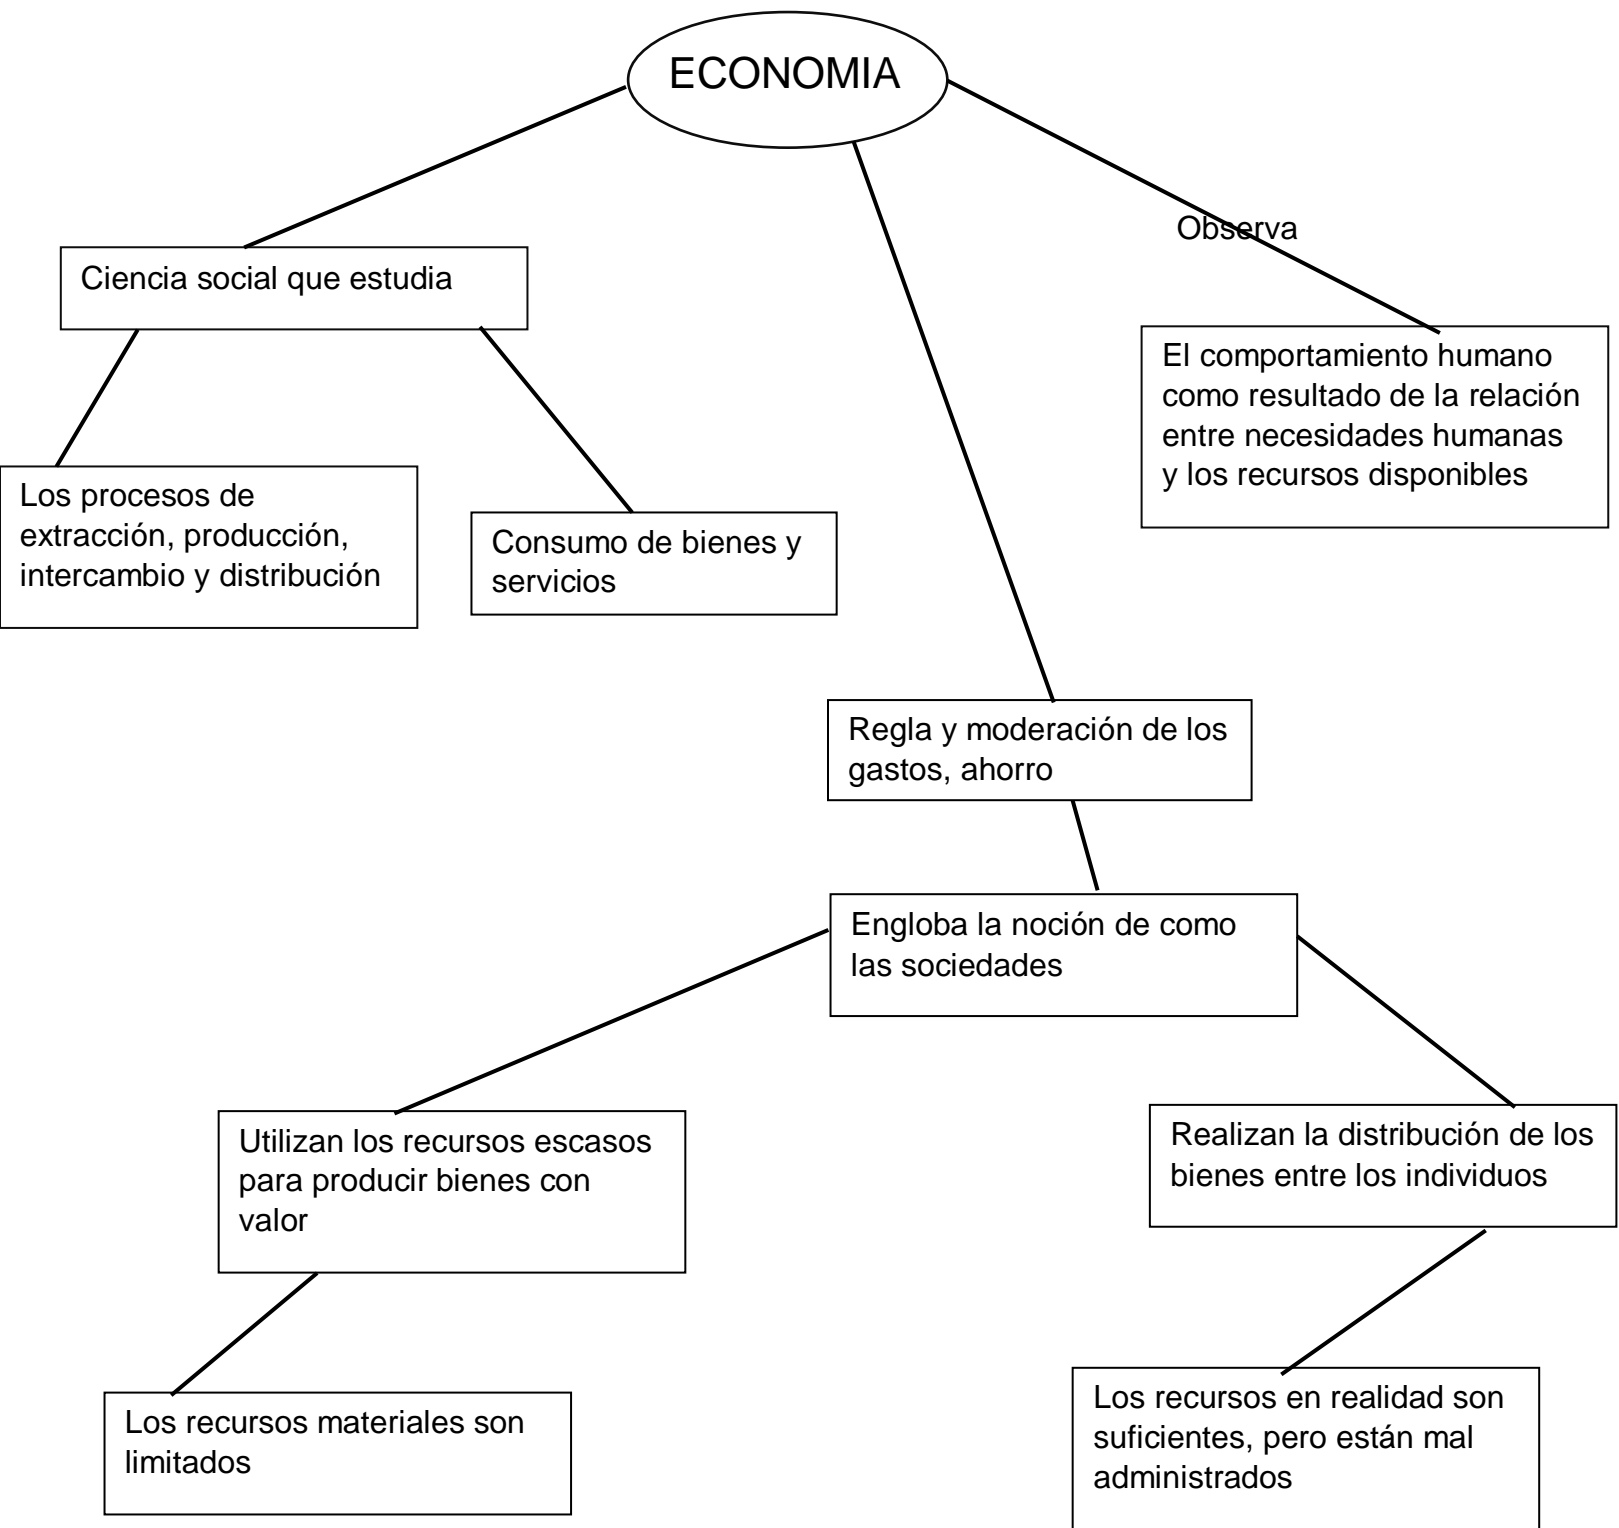 ECONOMIA
Observa
Ciencia social que estudia
El comportamiento humano
como resultado de la relación
entre necesidades humanas
y los recursos disponibles
Los procesos de
extracción, producción,
intercambio y distribución
Consumo de bienes y
servicios
Regla y moderación de los
gastos, ahorro
Engloba la noción de como
las sociedades
Utilizan los recursos escasos
para producir bienes con
valor
Realizan la distribución de los
bienes entre los individuos
Los recursos materiales son
limitados
Los recursos en realidad son
suficientes, pero están mal
administrados